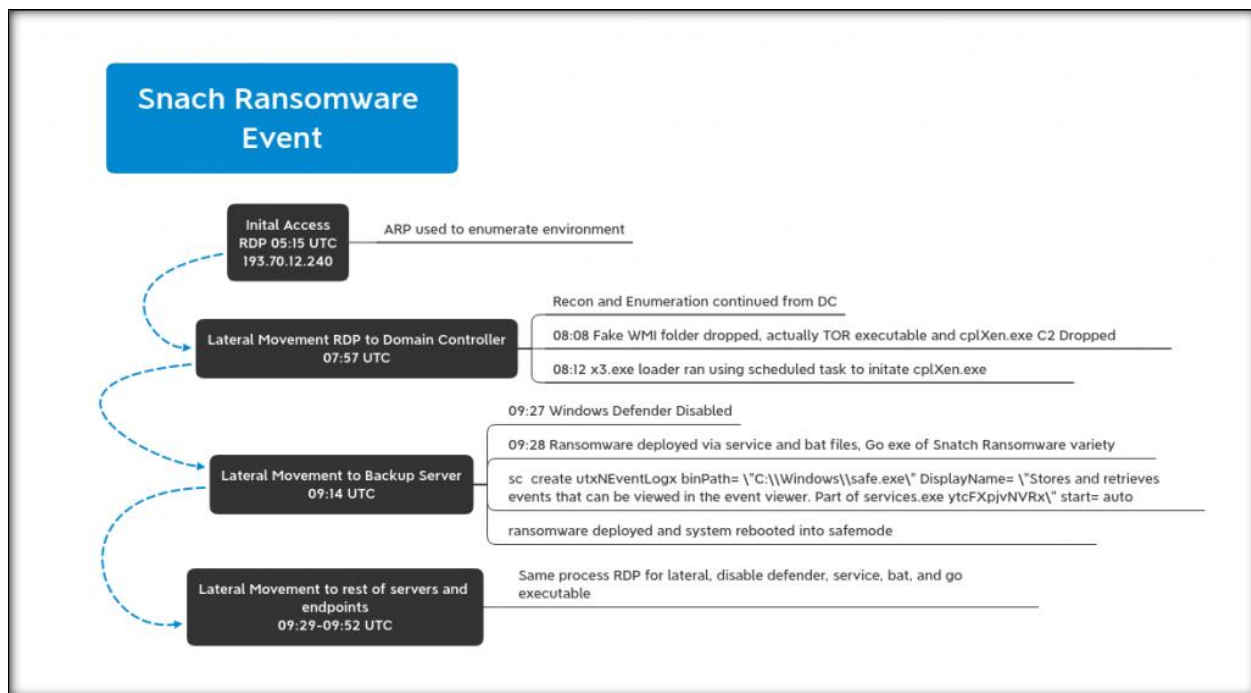 Snach Ransomware
Event
Inital Access
RDP 05:15 UTC
193.70.12.240
ARP used to enumerate environment
Lateral Movement RDP to Domain Controller
07:57 UTC
Recon and Enumeration continued from DC
08:08 Fake WMI folder dropped, actually TOR executable and cplXen.exe C2 Dropped
08:12 x3.exe loader ran using scheduled task to initate cplXen.exe
Lateral Movement to Backup Server
09:14 UTC
09:27 Windows Defender Disabled
09:28 Ransomware deployed via service and bat files, Go exe of Snatch Ransomware variety
sc create utxNEventLogx binPath= \"C:\\Windows\\safe.exe\" DisplayName= \"Stores and retrieves
events that can be viewed in the event viewer. Part of services.exe ytcFXpjvNVRx\" start= auto
ransomware deployed and system rebooted into safemode
Lateral Movement to rest of servers and
endpoints
09:29-09:52 UTC
Same process RDP for lateral, disable defender, service, bat, and go
executable